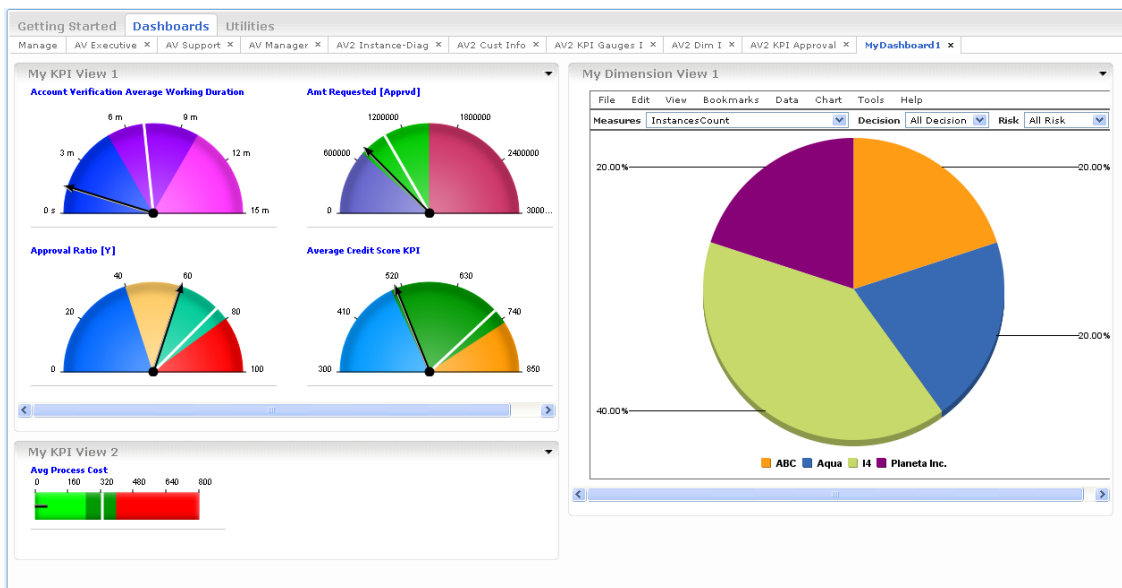 Getting Started Dashboards Utilities
Manage AV Executive × AV Support × AV Manager × AV2 Instance-Diag × AV2 Cust Info × AV2 KPI Gauges I × AV2 Dim I × AV2 KPI Approval × MyDashboard1 ×
My KPI View 1
Account Verification Average Working Duration
0 s 3 m 6 m 9 m 12 m 15 m
Amt Requested [Apprvd]
0 600000 1200000 1800000 2400000 3000...
Approval Ratio [Y]
0 20 40 60 80 100
Average Credit Score KPI
300 410 520 630 740 850
My KPI View 2
Avg Process Cost
0 160 320 480 640 800
My Dimension View 1
File Edit View Bookmarks Data Chart Tools Help
Measures InstancesCount Decision All Decision Risk All Risk
20.00% 20.00%
20.00%
40.00%
ABC Aqua I4 Planeta Inc.